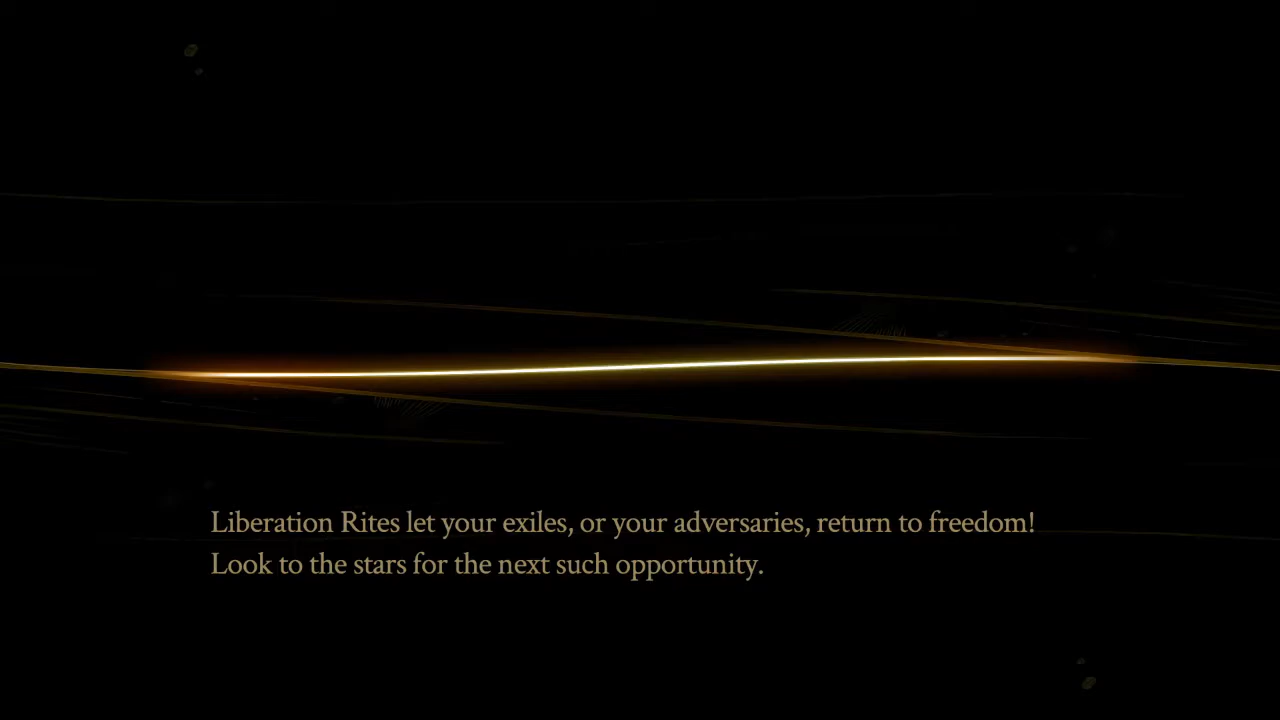 Liberation Rites let your exiles, or your adversaries, return to freedom!
Look to the stars for the next such opportunity.